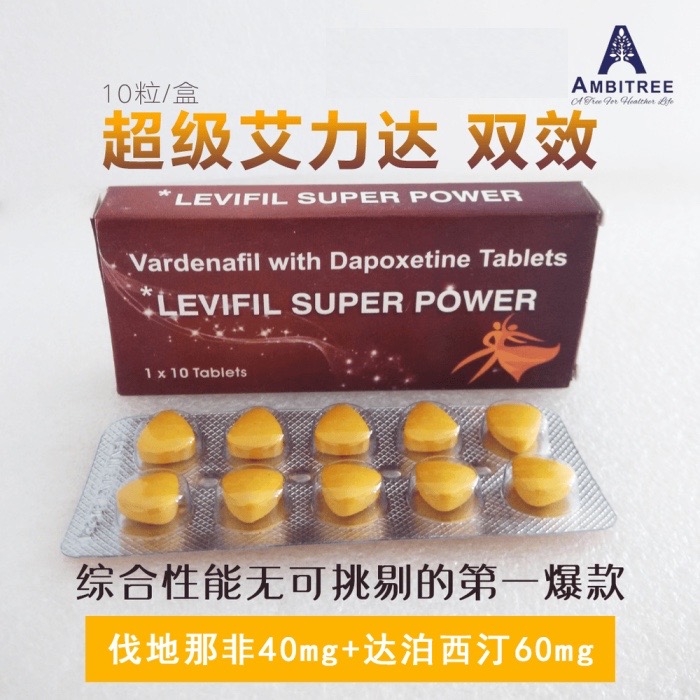 AMBITREE
A Tree For Healthier Life
10粒/盒
超级艾力达 双效
*LEVIFIL SUPER POWER
Vardenafil with Dapoxetine Tablets
*LEVIFIL SUPER POWER
1 x 10 Tablets
综合性能无可挑剔的第一爆款
伐地那非40mg+达泊西汀60mg